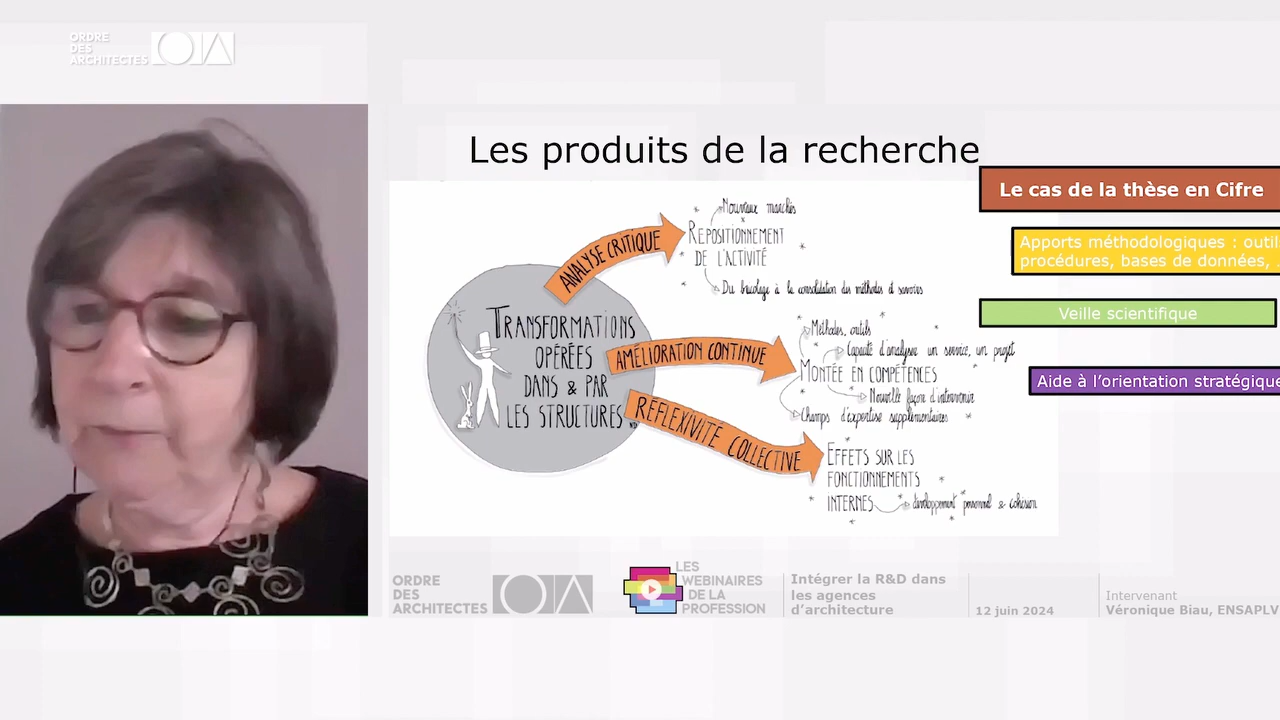 ORDRE
DES
ARCHITECTES
Les produits de la recherche
Le cas de la thèse en Cifre
Apports méthodologiques : outils
procédures, bases de données, .
Veille scientifique
Aide à l'orientation stratégique
TRANSFORMATIONS
OPÉRÉES
DANS & PAR
LES STRUCTURES
ANALYSE CRITIQUE
Nouveaux marchés
REPOSITIONNEMENT
DE L'ACTIVITÉ
Du bricolage à la consolidation des méthodes et savoirs
AMÉLIORATION CONTINUE
Méthodes, outils
Capacité d'analyser un service, un projet
MONTÉE EN COMPÉTENCES
Nouvelle façon d'intervenir
Champs d'expertise supplémentaires
RÉFLEXIVITÉ COLLECTIVE
EFFETS SUR LES
FONCTIONNEMENTS
INTERNES
développement personnel & cohésion
ORDRE
DES
ARCHITECTES
LES
WEBINAIRES
DE LA
PROFESSION
Intégrer la R&D dans
les agences
d'architecture
12 juin 2024
Intervenant
Véronique Biau, ENSAPLV